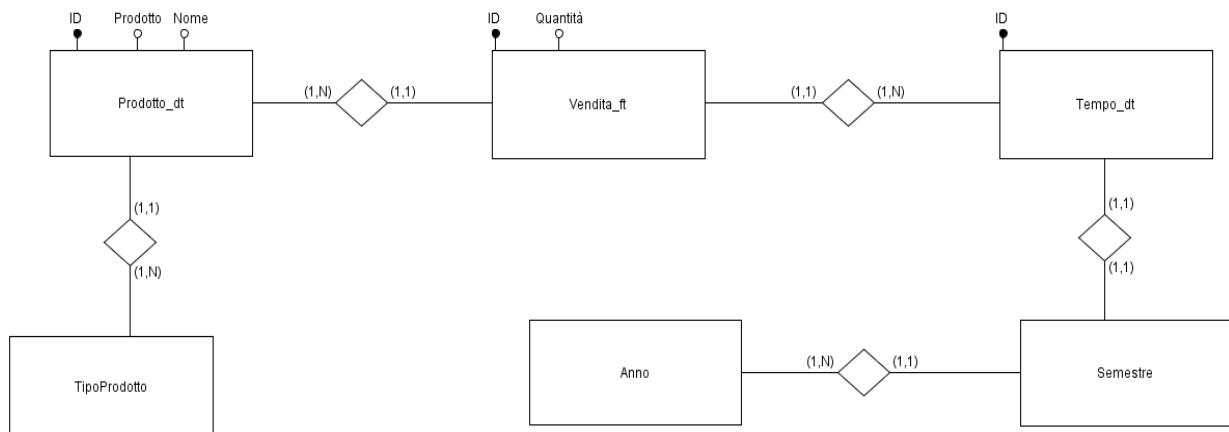 ID Prodotto Nome
ID Quantità
ID
Prodotto_dt
(1,N)
(1,1)
Vendita_ft
(1,1)
(1,N)
Tempo_dt
(1,1)
(1,N)
TipoProdotto
(1,1)
(1,1)
Anno
(1,N)
(1,1)
Semestre